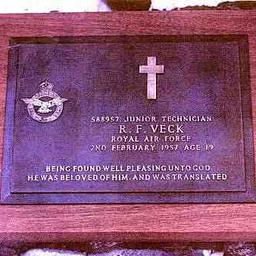 588957 JUNIOR TECHNICIAN
R. F. VECK
ROYAL AIR FORCE
2ND FEBRUARY 1957 AGE 19
BEING FOUND WELL PLEASING UNTO GOD
HE WAS BELOVED OF HIM, AND WAS TRANSLATED